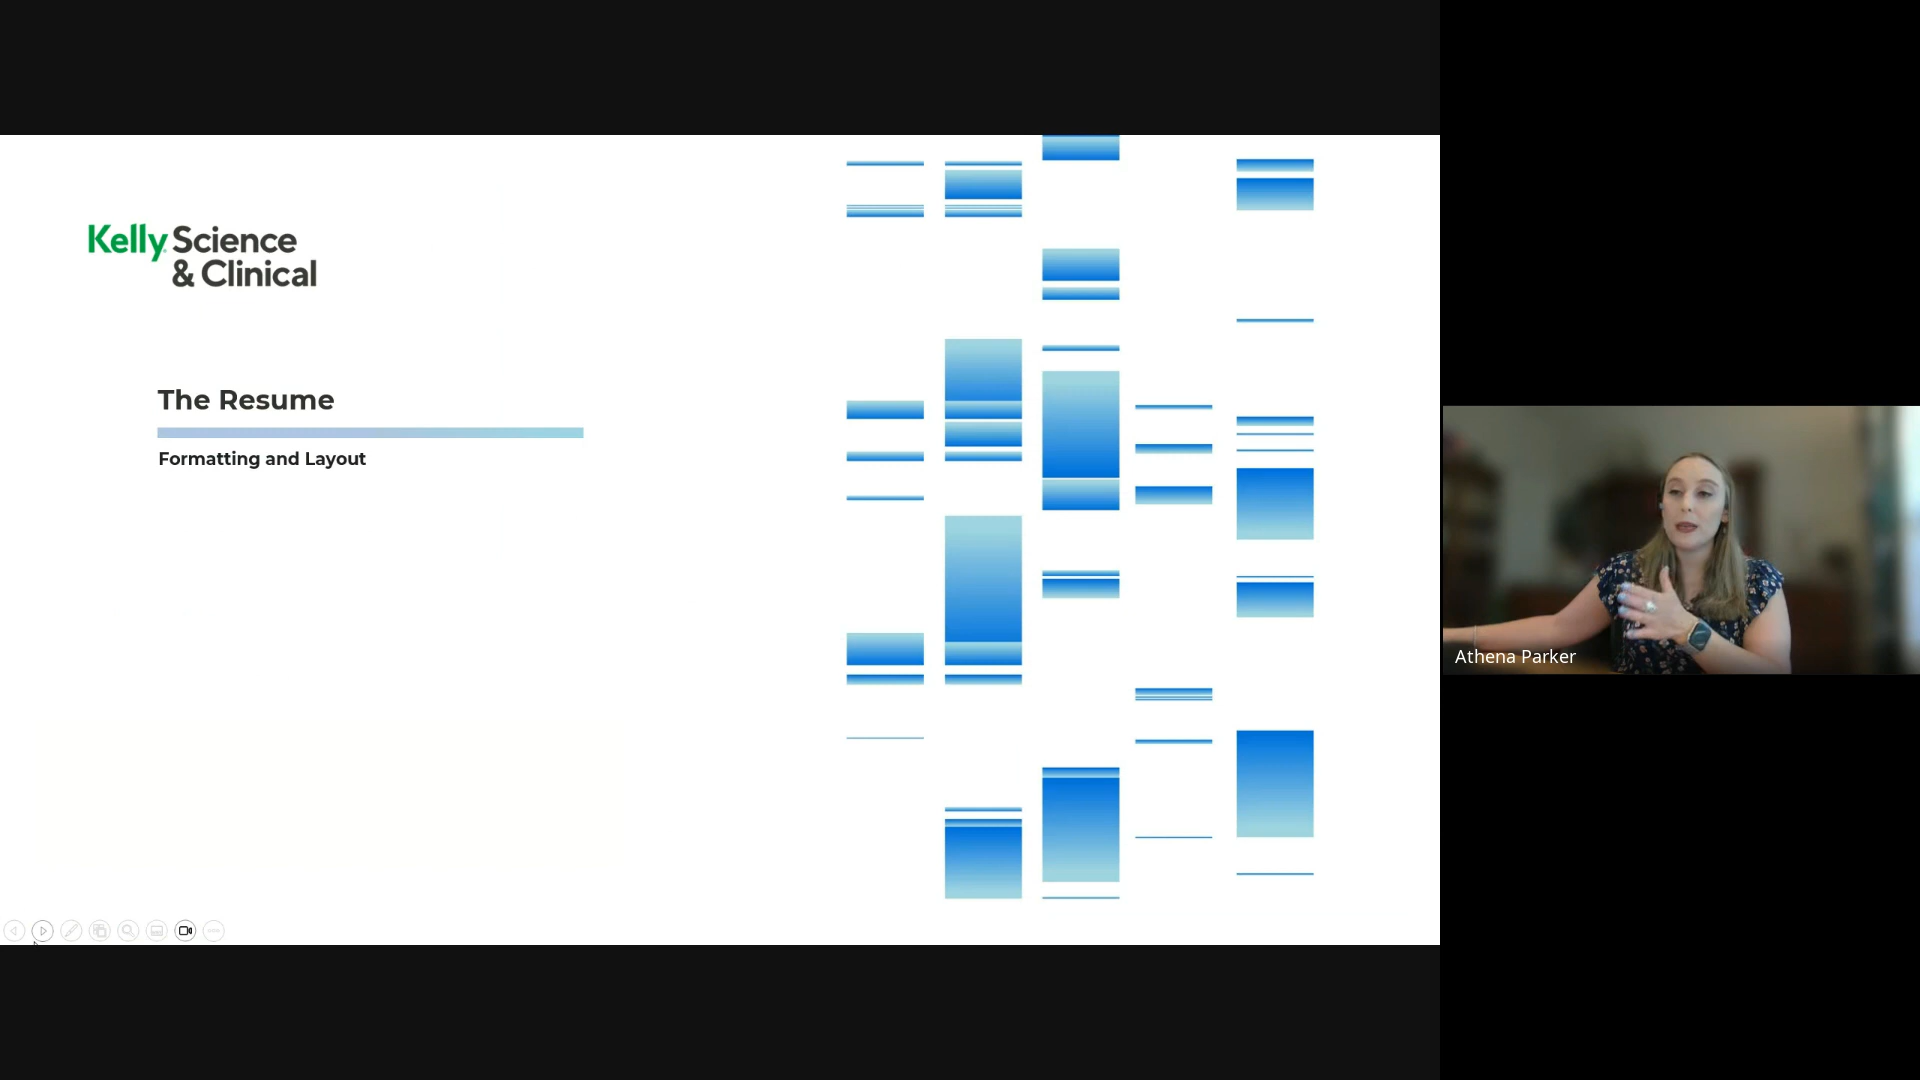 Kelly Science
& Clinical
The Resume
Formatting and Layout
Athena Parker